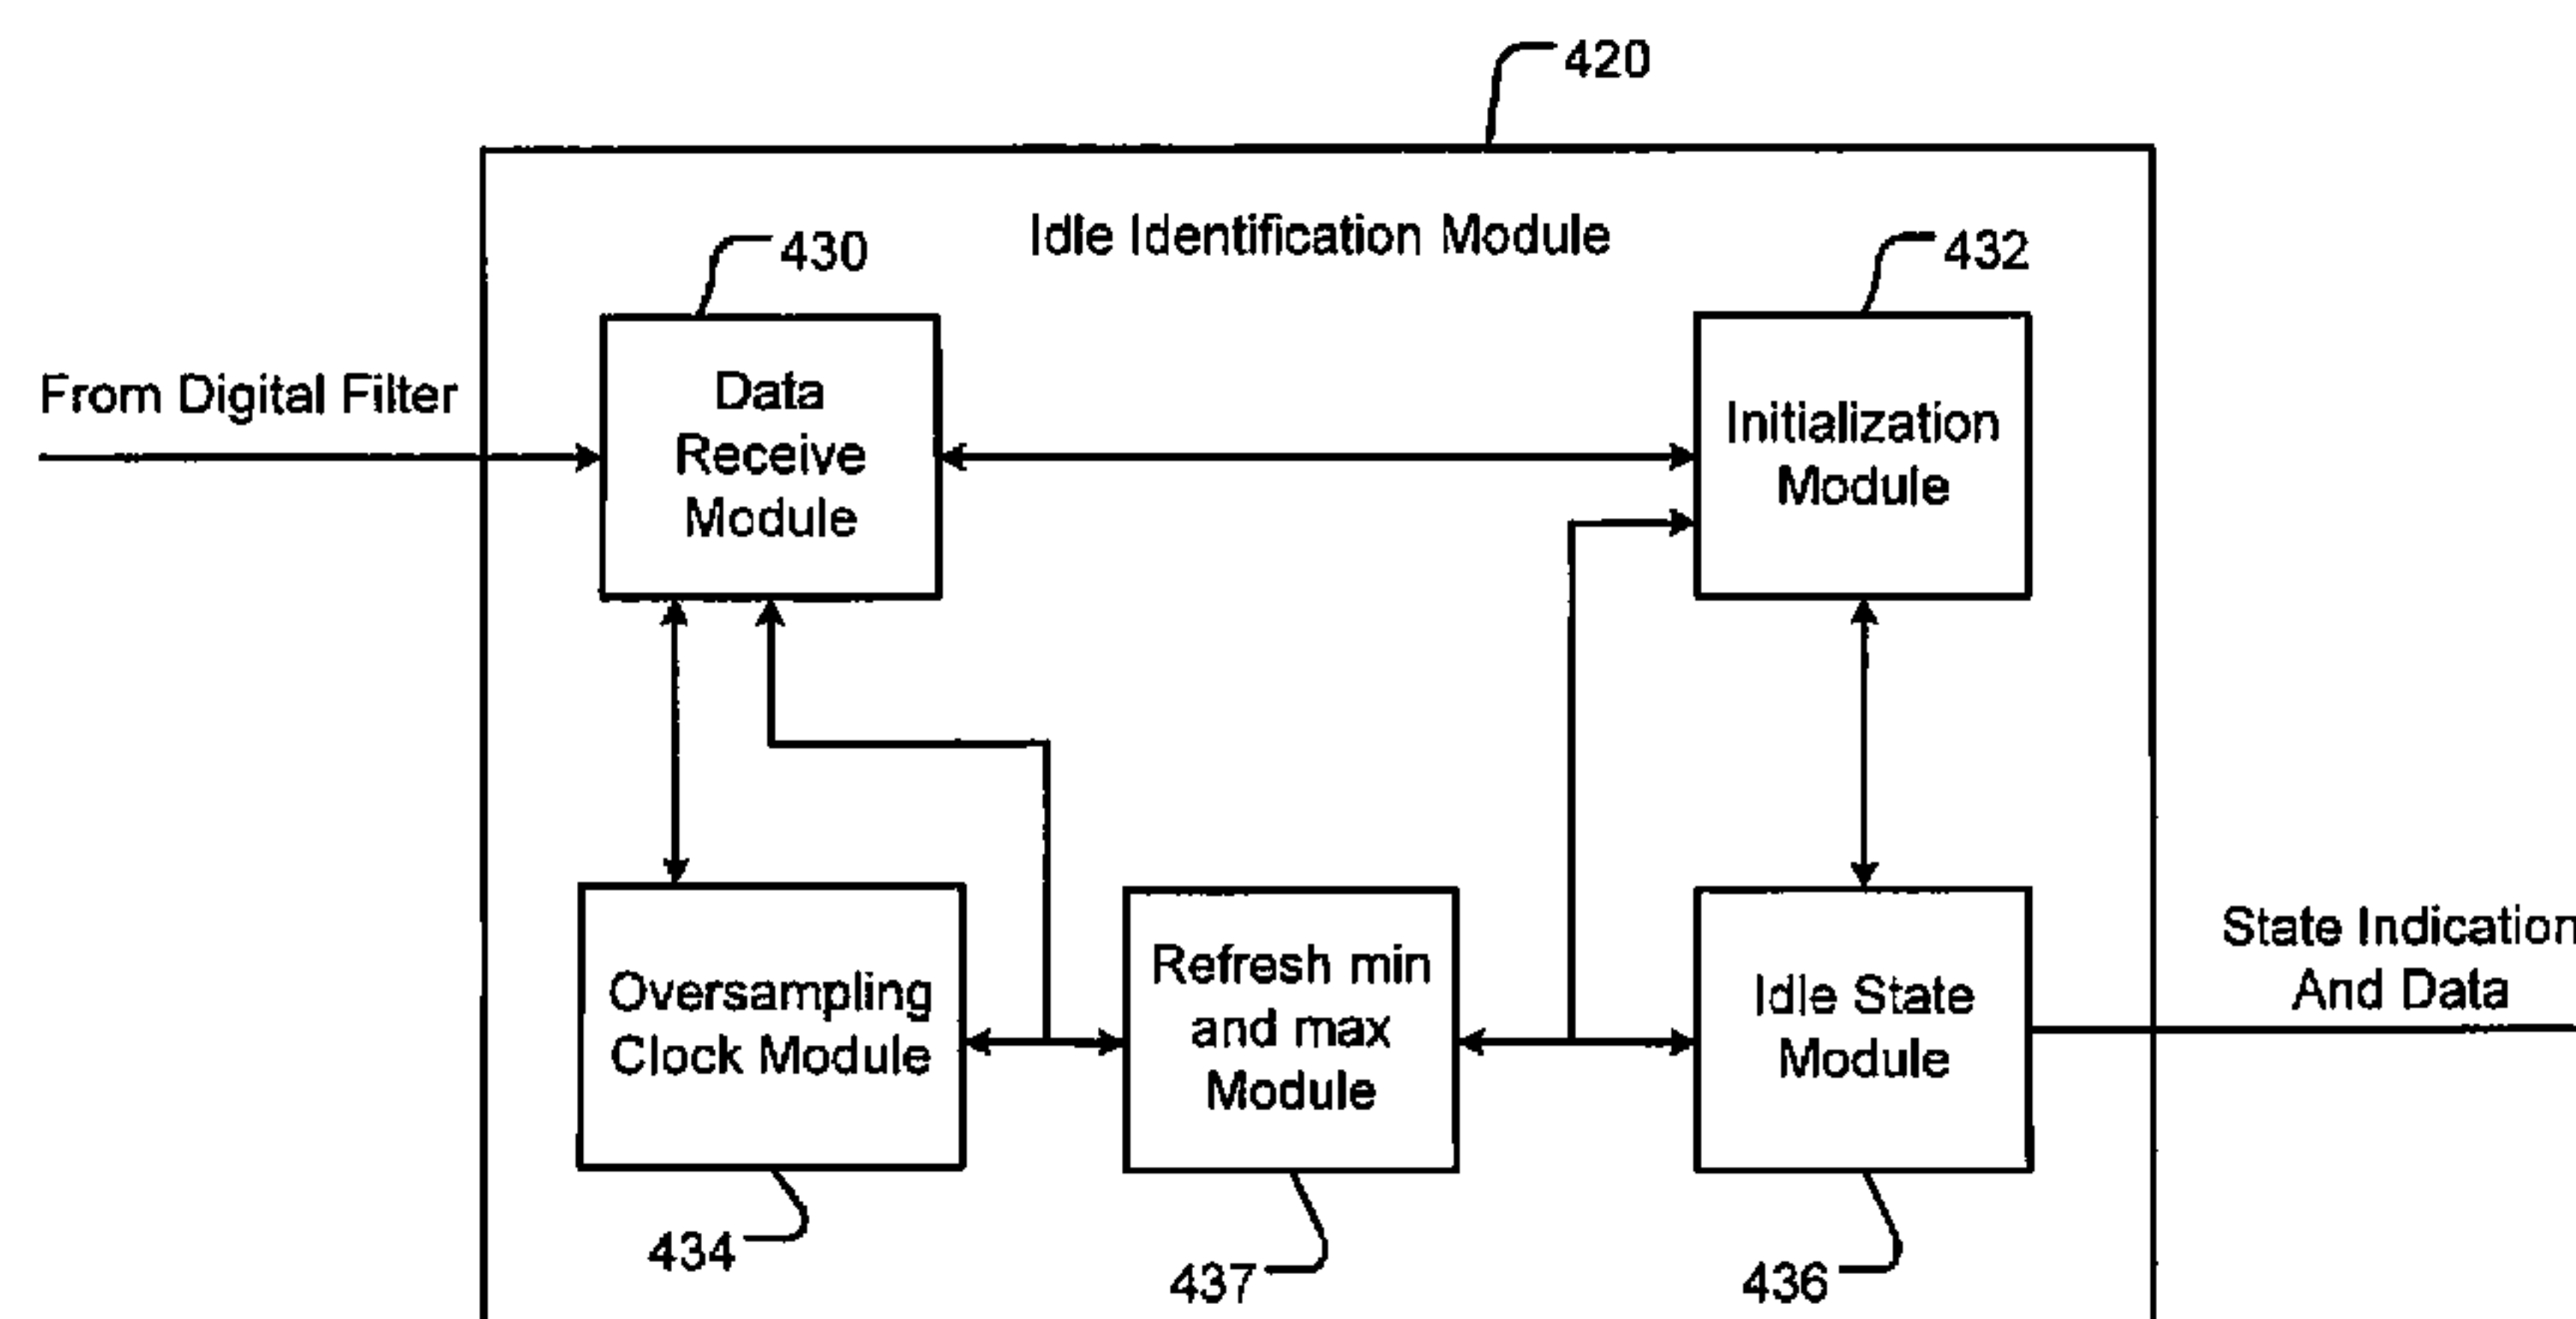 420
Idle Identification Module
430
432
From Digital Filter
Data
Receive
Module
Initialization
Module
Oversampling
Clock Module
Refresh min
and max
Module
Idle State
Module
State Indication
And Data
434
437
436